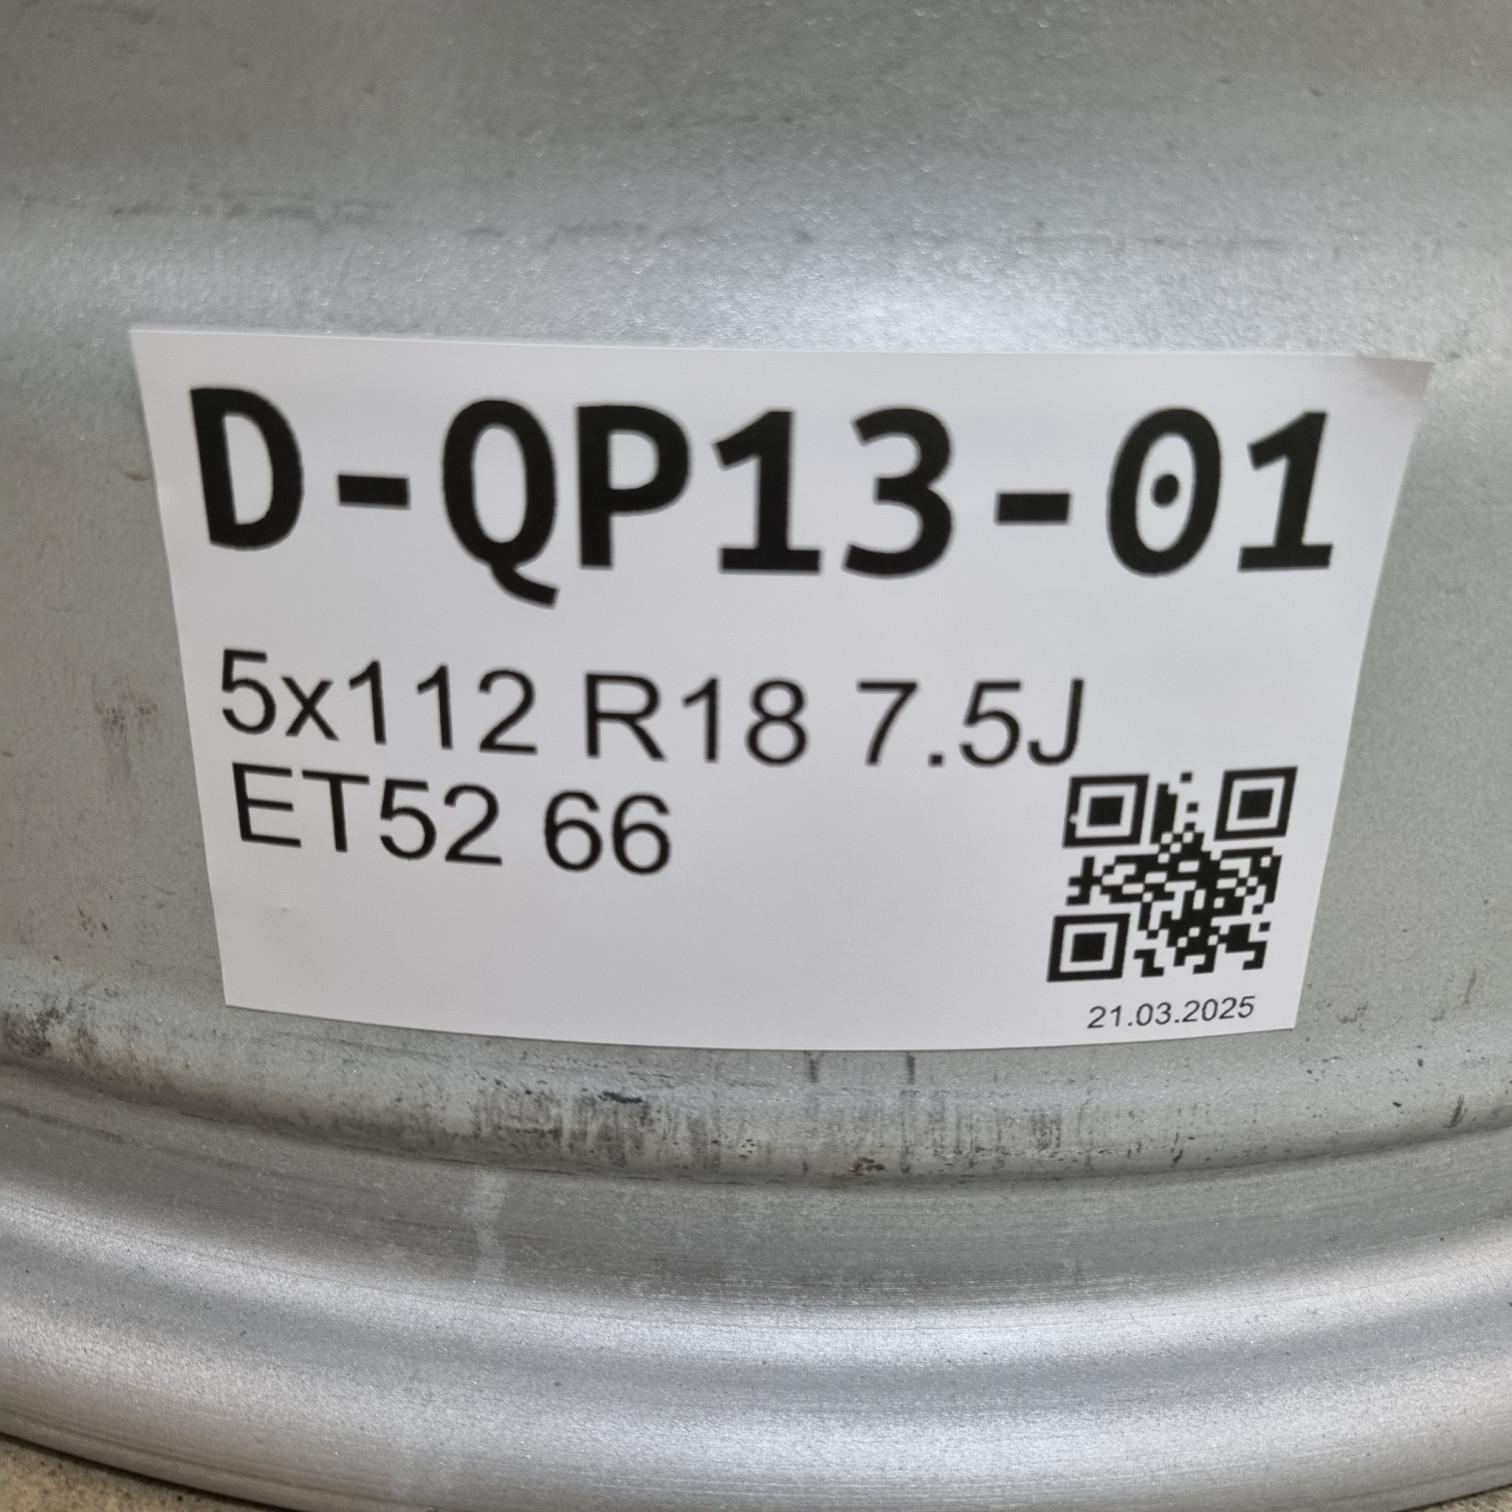 D-QP13-01
5x112 R18 7.5J
ET52 66
21.03.2025